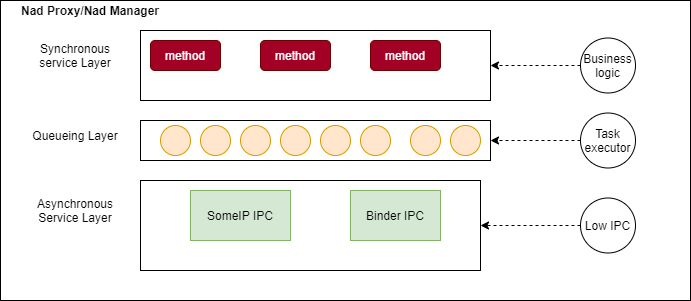 Nad Proxy/Nad Manager
Synchronous
service Layer
method
method
method
Business
logic
Queueing Layer
Task
executor
Asynchronous
Service Layer
SomeIP IPC
Binder IPC
Low IPC